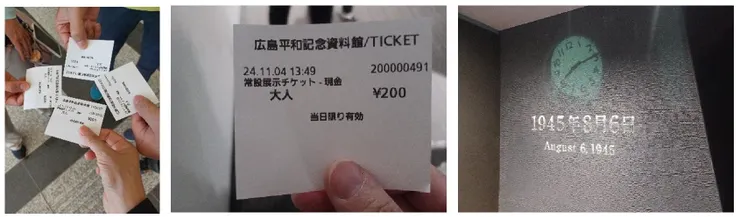 広島平和記念資料館/TICKET
24.11.04 13:49 200000491
常設展示チケット - 現金
大人 ¥200
当日限り有効
1945年8月6日
August 6, 1945